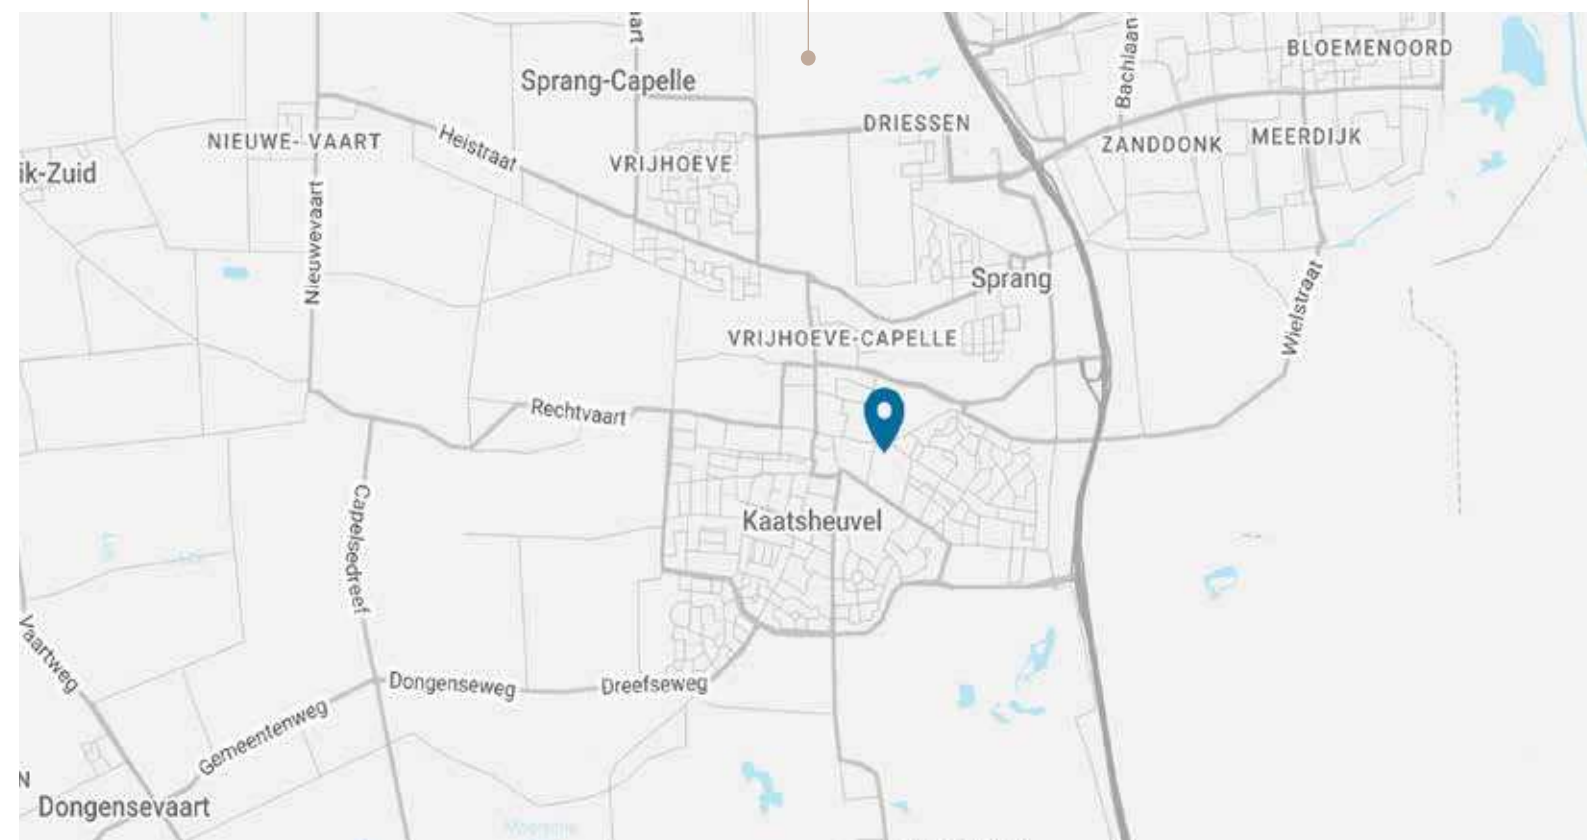 aart
Bachlaan
BLOEMENOORD
Sprang-Capelle
DRIESSEN
NIEUWE-VAART
Heistraat
VRIJHOEVE
ZANDDONK
MEERDIJK
ik-Zuid
Nieuwevaart
Sprang
Wielstraat
VRIJHOEVE-CAPELLE
Rechtvaart
Kaatsheuvel
Capelsedreef
Vaartweg
Dongenseweg
Dreefseweg
Gemeentenweg
N
Dongensevaart